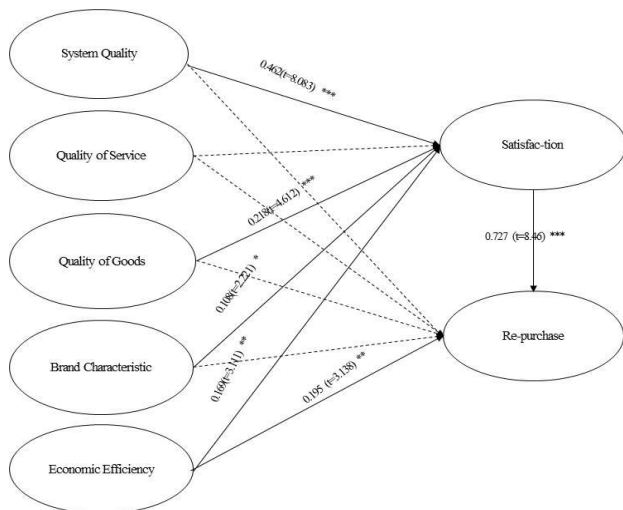 System Quality
0.462(t=8.083) ***
Quality of Service
Satisfac-tion
0.218(t=4.612) ***
0.727 (t=8.46) ***
Quality of Goods
0.108(t=2.221) *
Re-purchase
Brand Characteristic
0.169(t=3.111) **
0.195 (t=3.138) **
Economic Efficiency